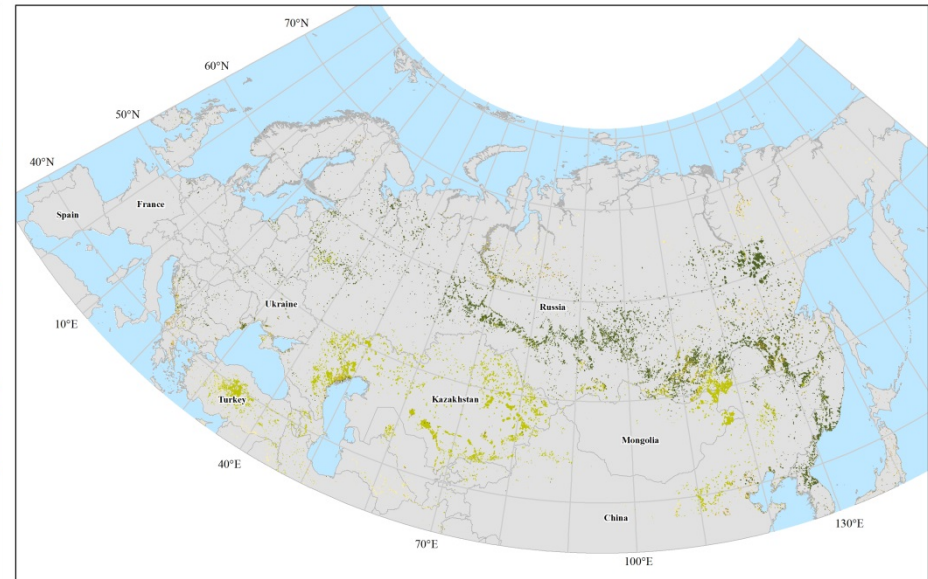 70°N
60°N
50°N
40°N
Spain
France
Ukraine
Russia
10°E
Turkey
Kazakhstan
Mongolia
40°E
China
70°E
100°E
130°E